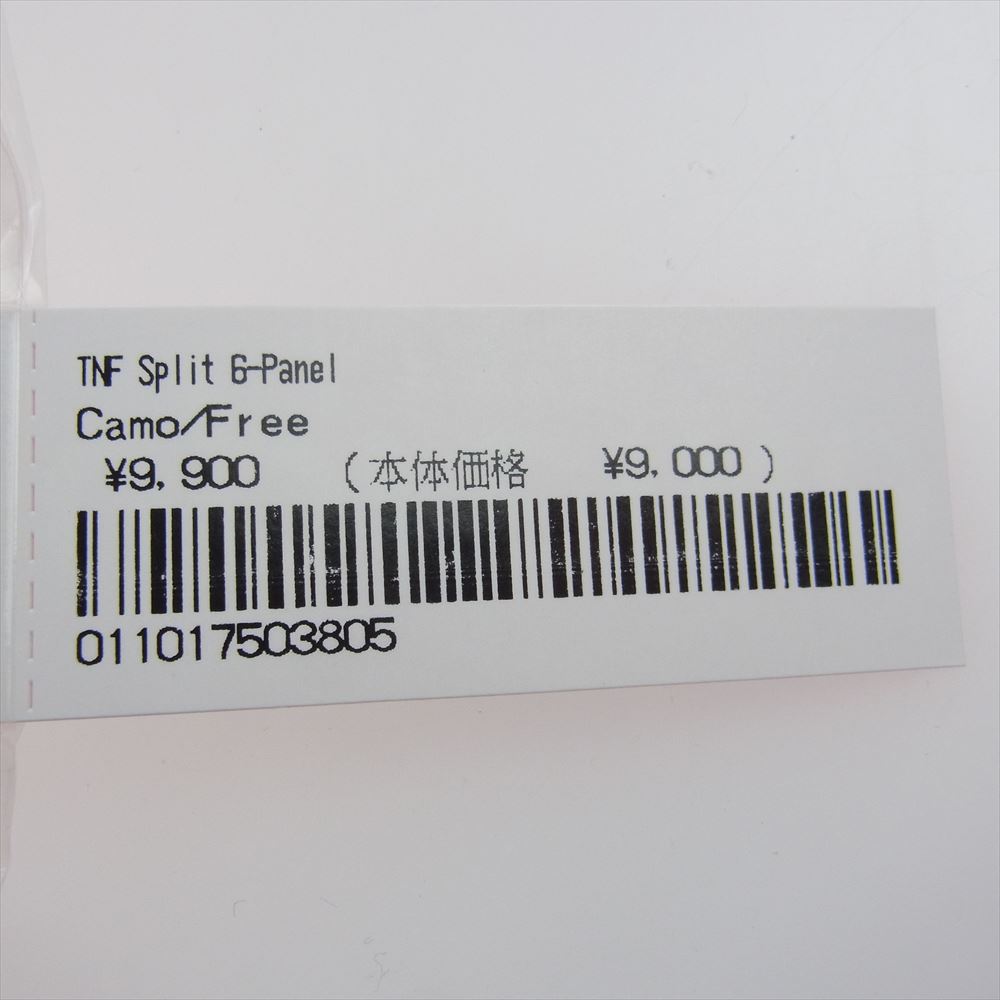 TNF Split 6-Panel
Camo/Free
¥9,900 (本体価格 ¥9,000)
011017503805